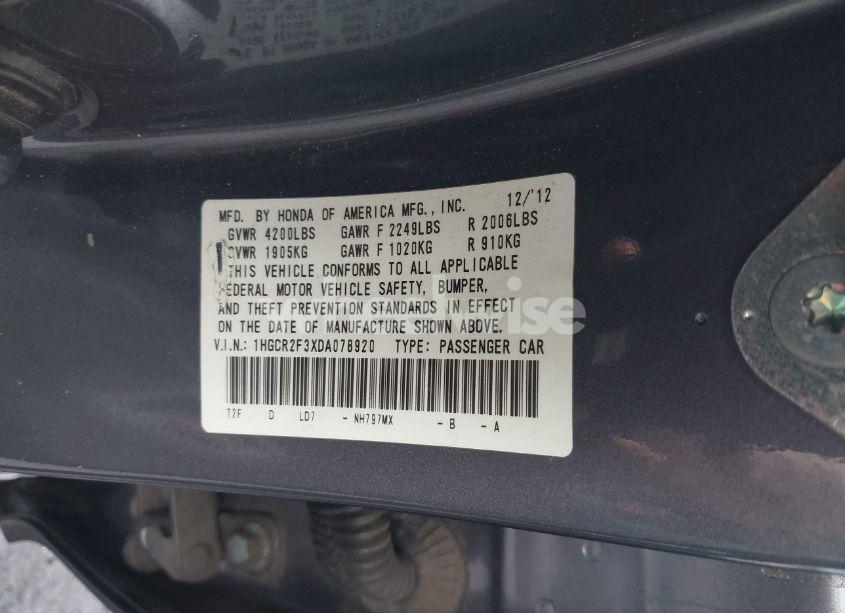 MFD. BY HONDA OF AMERICA MFG., INC. 12/'12
GVWR 4200LBS GAWR F 2249LBS R 2006LBS
GVWR 1905KG GAWR F 1020KG R 910KG
THIS VEHICLE CONFORMS TO ALL APPLICABLE
FEDERAL MOTOR VEHICLE SAFETY, BUMPER,
AND THEFT PREVENTION STANDARDS IN EFFECT
ON THE DATE OF MANUFACTURE SHOWN ABOVE.
V.I.N.: 1HGCR2F3XDA078920 TYPE: PASSENGER CAR
T2F D LD7 - NH797MX - B - A